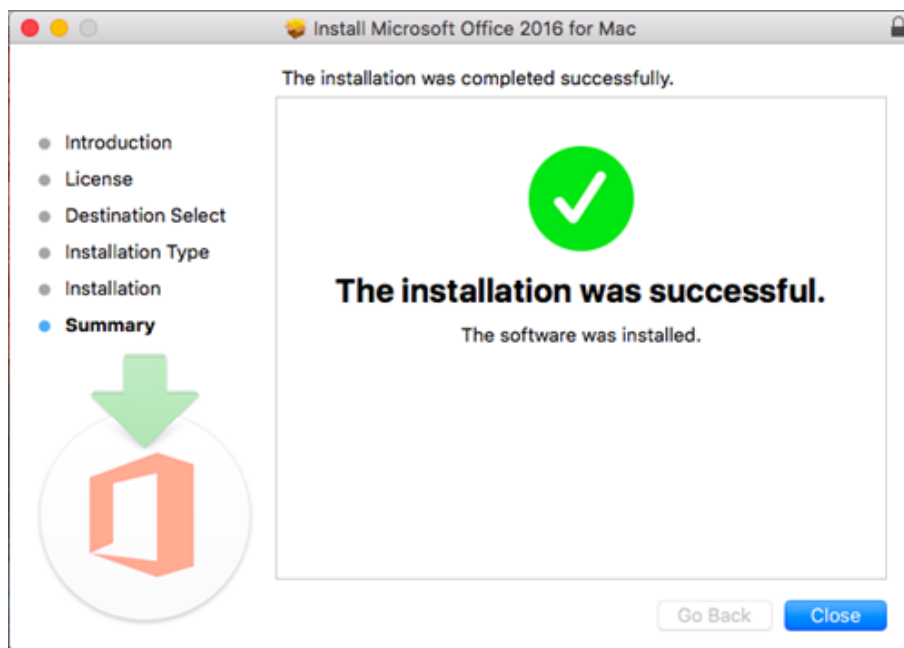 Install Microsoft Office 2016 for Mac
The installation was completed successfully.
Introduction
License
Destination Select
Installation Type
Installation
Summary
The installation was successful.
The software was installed.
Go Back
Close